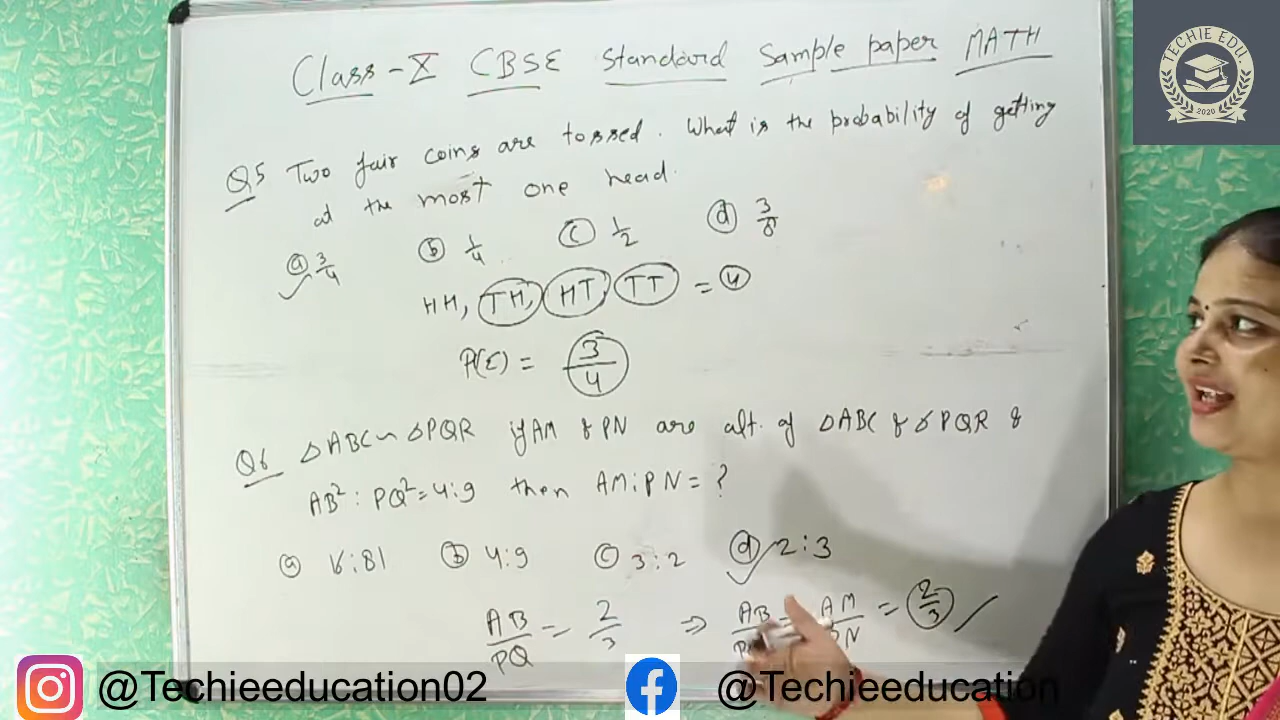 TECHIE EDU.
2020
Class - X CBSE Standard Sample paper MATH
Q5 Two fair coins are tossed. What is the probability of getting
at the most one head.
(a) 3/4 (b) 1/4 (c) 1/2 (d) 3/8
HH, TH, HT, TT = 4
P(E) = 3/4
Q6 △ABC ~ △PQR if AM & PN are alt. of △ABC & △PQR &
AB² : PQ² = 4:9 then AM:PN = ?
(a) 16:81 (b) 4:9 (c) 3:2 (d) 2:3
AB/PQ = 2/3 ⇒ AB = AM/PN = 2/3
@Techieeducation02 @Techieeducation